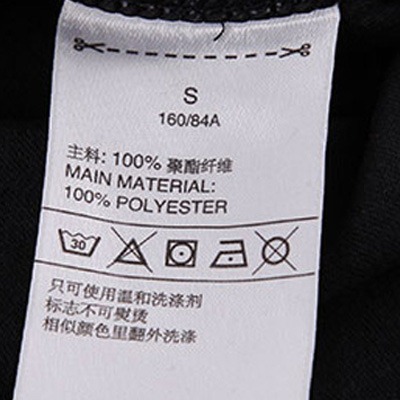 S
160/84A
主料: 100% 聚酯纤维
MAIN MATERIAL:
100% POLYESTER
30
只可使用温和洗涤剂
标志不可熨烫
相似颜色里翻外洗涤